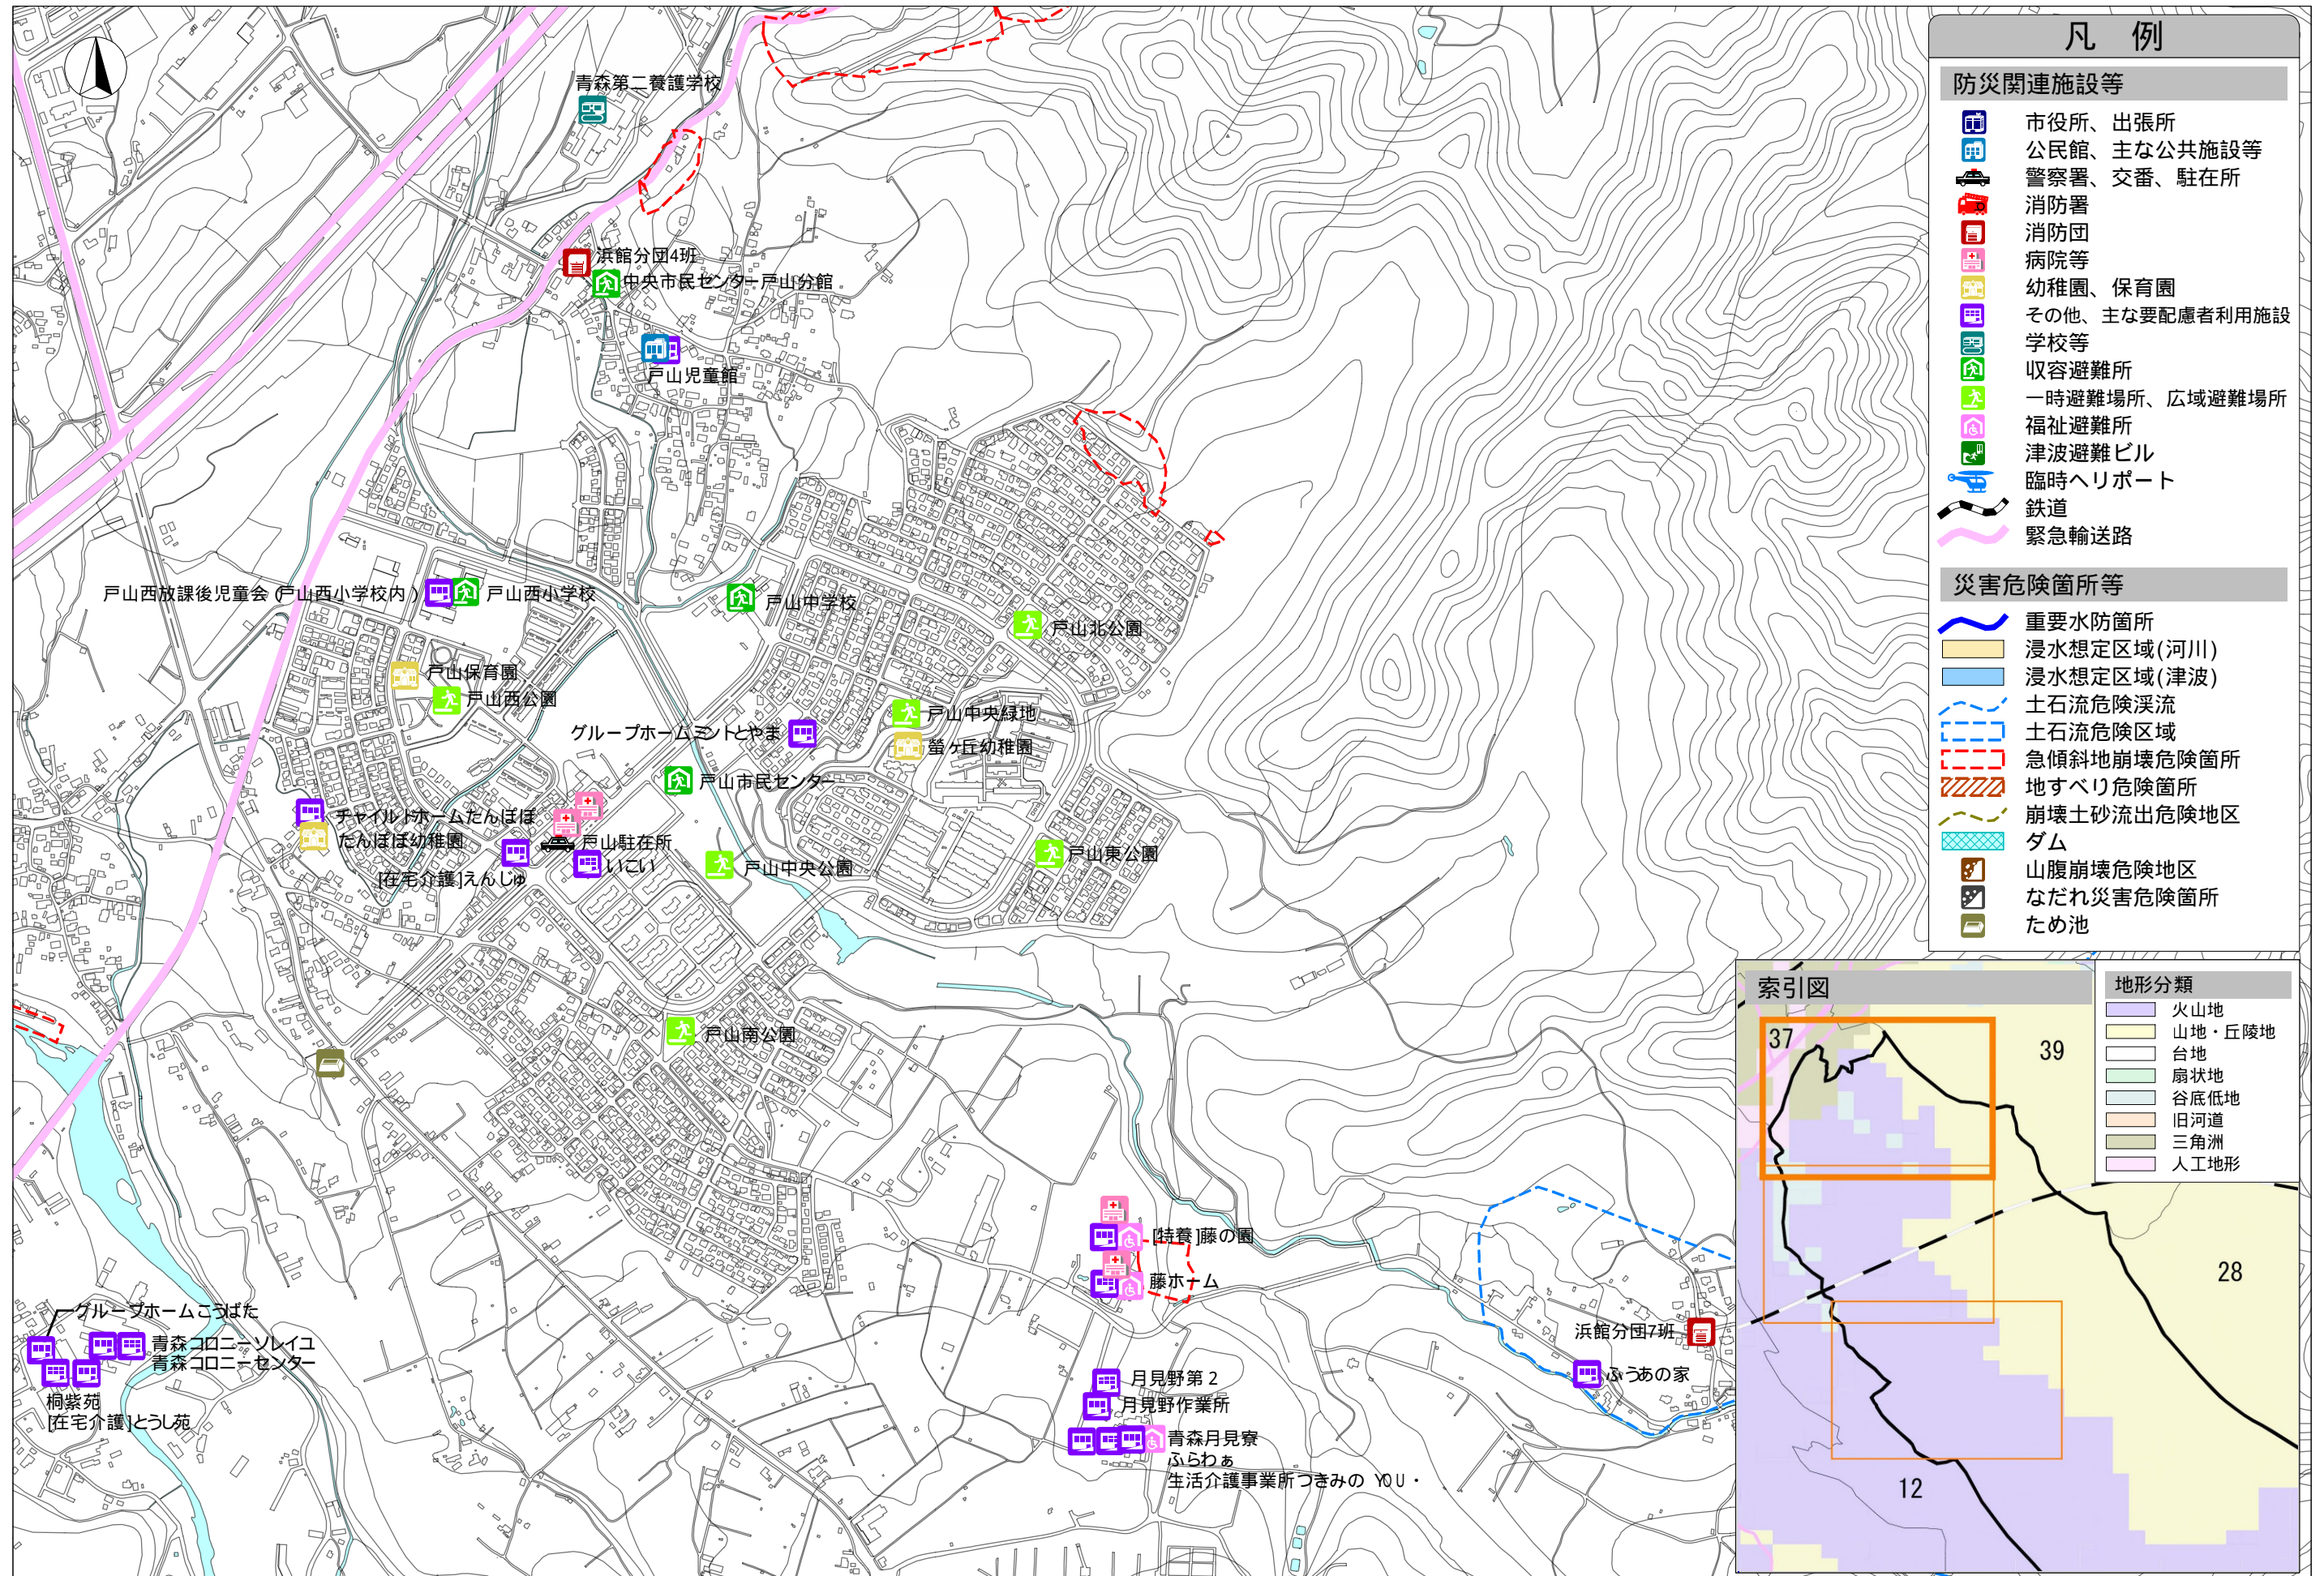 青森第二養護学校
浜館分団4班
中央市民センター戸山分館
戸山児童館
戸山西放課後児童会(戸山西小学校内)
戸山西小学校
戸山中学校
戸山北公園
戸山保育園
戸山西公園
戸山中央緑地
グループホームミントとやま
螢ヶ丘幼稚園
戸山市民センター
チャイルドホームたんぽぽ
たんぽぽ幼稚園
戸山駐在所
いこい
[在宅介護]えんじゅ
戸山中央公園
戸山東公園
戸山南公園
[特養]藤の園
藤ホーム
グループホームこうばた
青森コロニーソレイユ
青森コロニーセンター
桐紫苑
[在宅介護]とうし苑
浜館分団7班
ふうあの家
月見野第2
月見野作業所
青森月見寮
ふらわぁ
生活介護事業所つきみの YOU・
凡 例
防災関連施設等
市役所、出張所
公民館、主な公共施設等
警察署、交番、駐在所
消防署
消防団
病院等
幼稚園、保育園
その他、主な要配慮者利用施設
学校等
収容避難所
一時避難場所、広域避難場所
福祉避難所
津波避難ビル
臨時ヘリポート
鉄道
緊急輸送路
災害危険箇所等
重要水防箇所
浸水想定区域(河川)
浸水想定区域(津波)
土石流危険渓流
土石流危険区域
急傾斜地崩壊危険箇所
地すべり危険箇所
崩壊土砂流出危険地区
ダム
山腹崩壊危険地区
なだれ災害危険箇所
ため池
索引図
37
39
28
12
地形分類
火山地
山地・丘陵地
台地
扇状地
谷底低地
旧河道
三角洲
人工地形